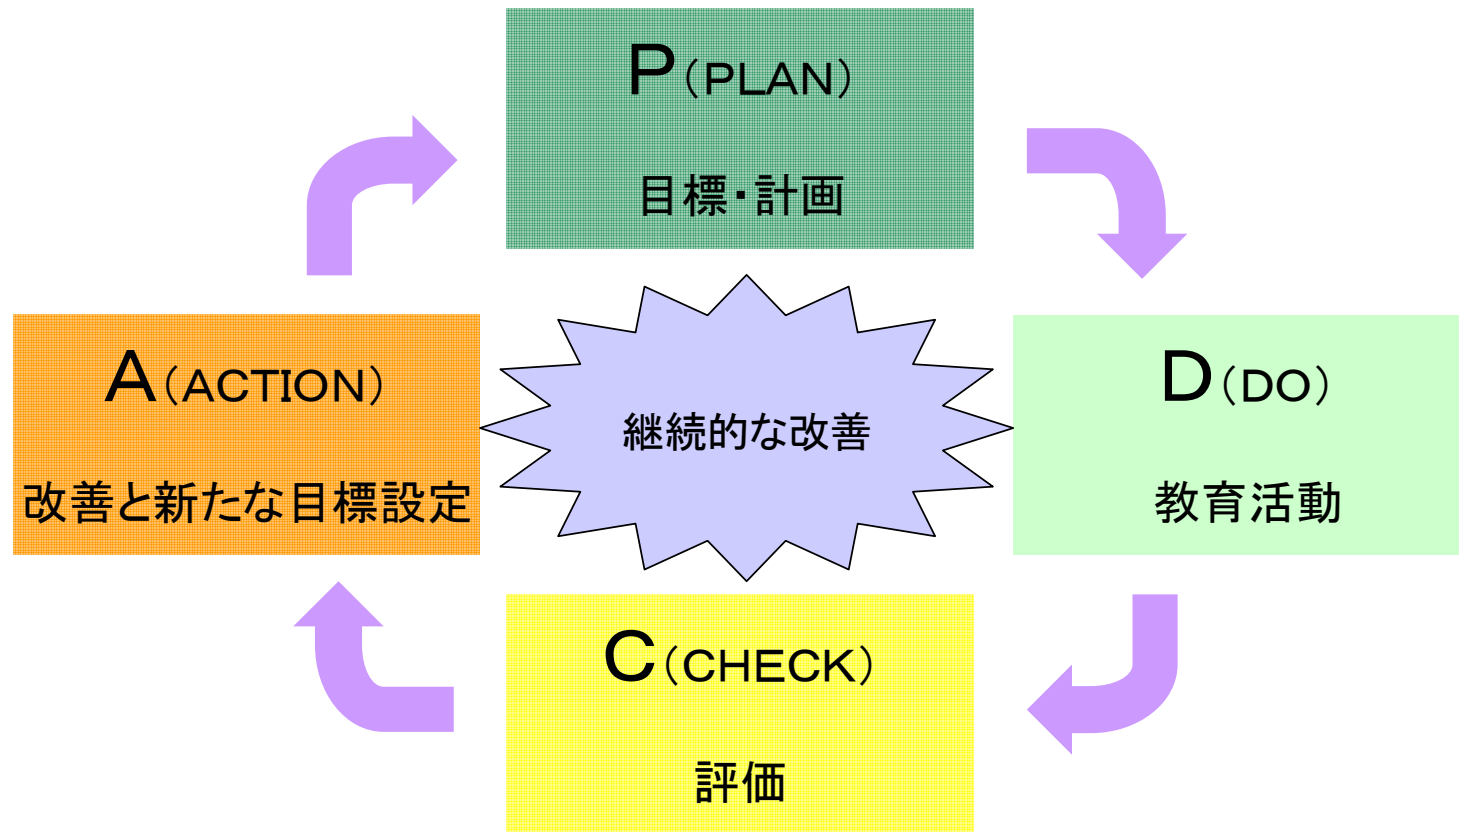 P(PLAN)
目標・計画
A(ACTION)
改善と新たな目標設定
継続的な改善
D(DO)
教育活動
C(CHECK)
評価